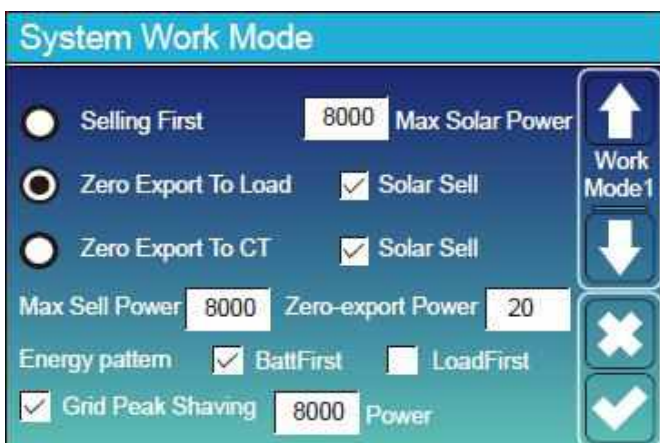 System Work Mode
Selling First 8000 Max Solar Power
Work
Mode1
Zero Export To Load Solar Sell
Zero Export To CT Solar Sell
Max Sell Power 8000 Zero-export Power 20
Energy pattern BattFirst LoadFirst
Grid Peak Shaving 8000 Power